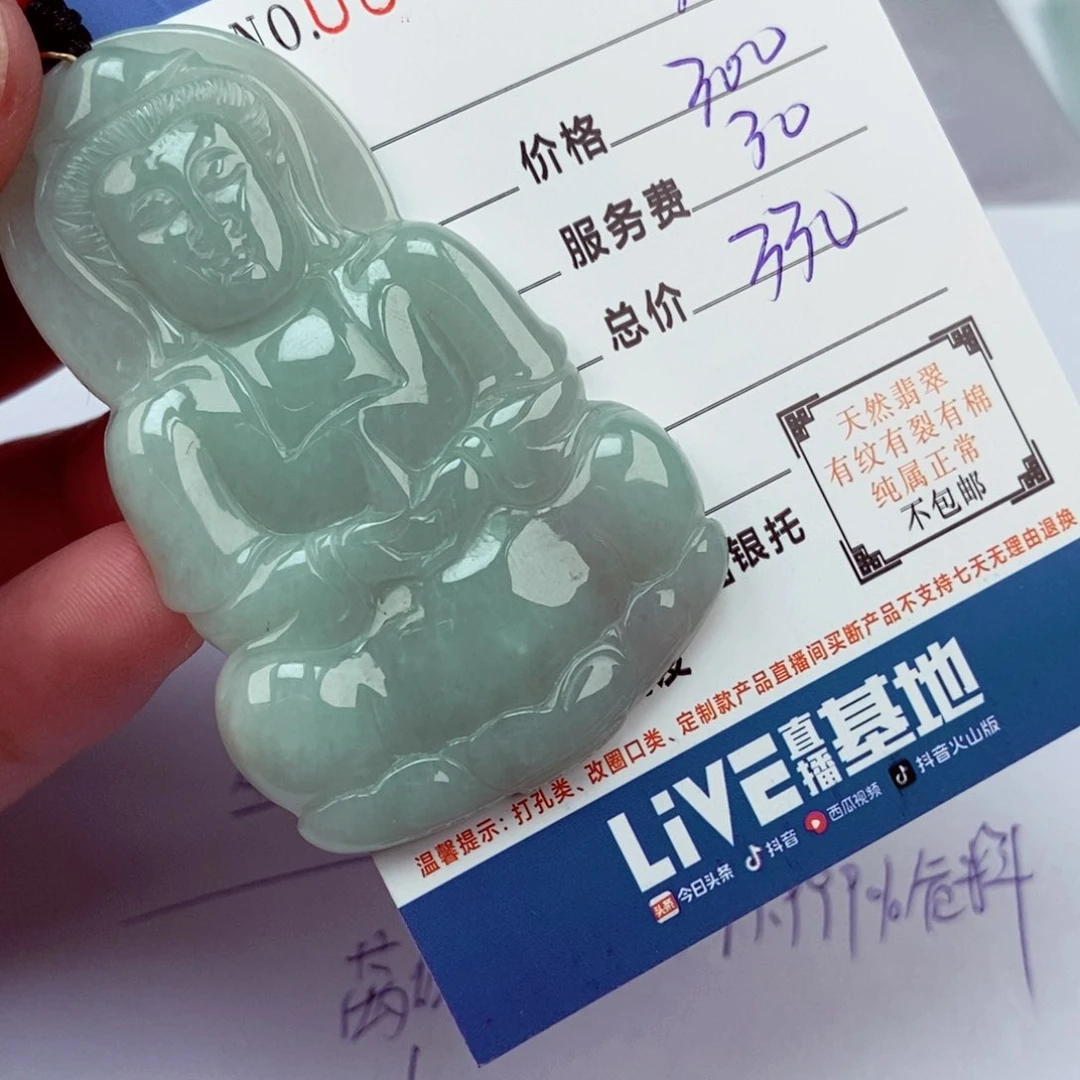 NO.00
价格 300
服务费 30
总价 330
天然翡翠
有纹有裂有棉
纯属正常
不包邮
银托
温馨提示：打孔类、改圈口类、定制款产品直播间买断产品不支持七天无理由退换
LiVE直播基地
头条 今日头条 抖音 西瓜视频 抖音火山版